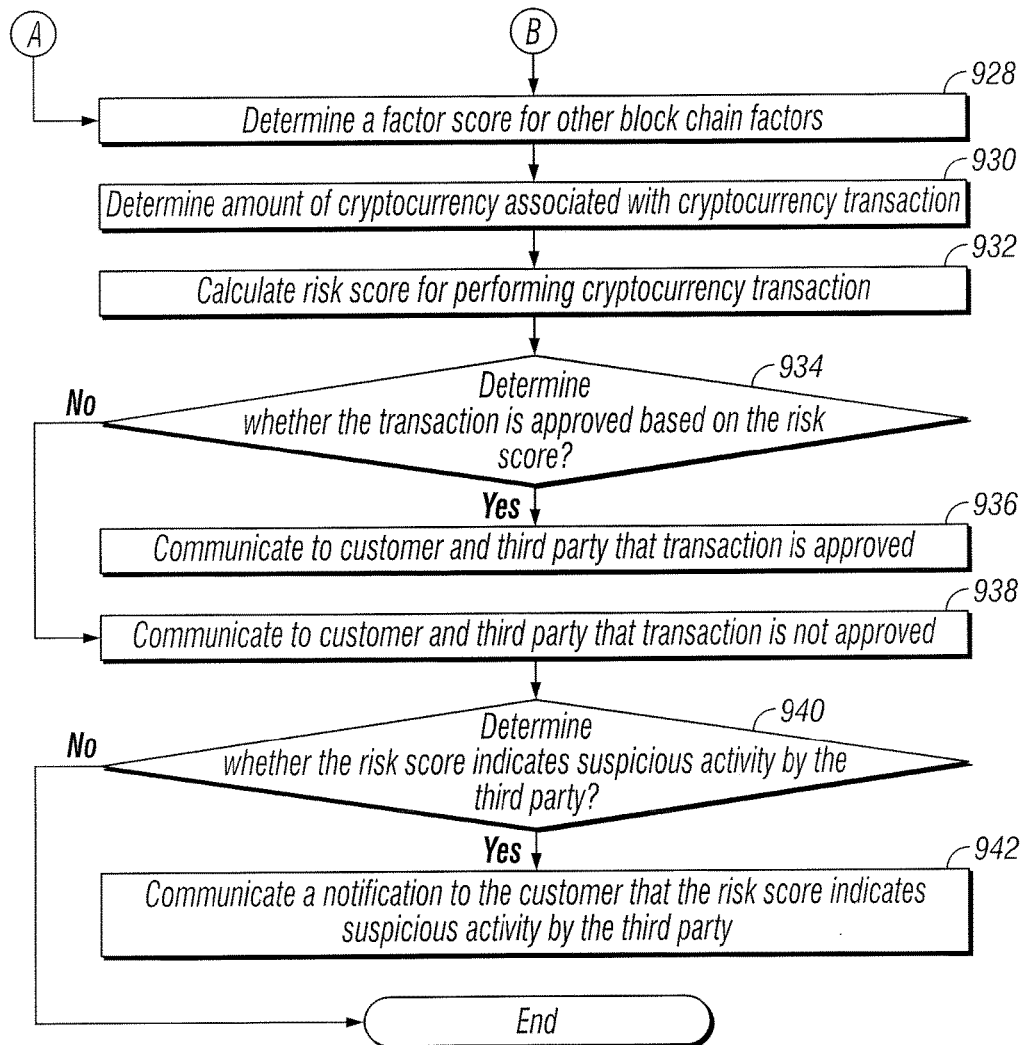 A
B
928
Determine a factor score for other block chain factors
930
Determine amount of cryptocurrency associated with cryptocurrency transaction
932
Calculate risk score for performing cryptocurrency transaction
934
Determine
whether the transaction is approved based on the risk
score?
No
Yes
936
Communicate to customer and third party that transaction is approved
938
Communicate to customer and third party that transaction is not approved
940
Determine
whether the risk score indicates suspicious activity by the
third party?
No
Yes
942
Communicate a notification to the customer that the risk score indicates
suspicious activity by the third party
End